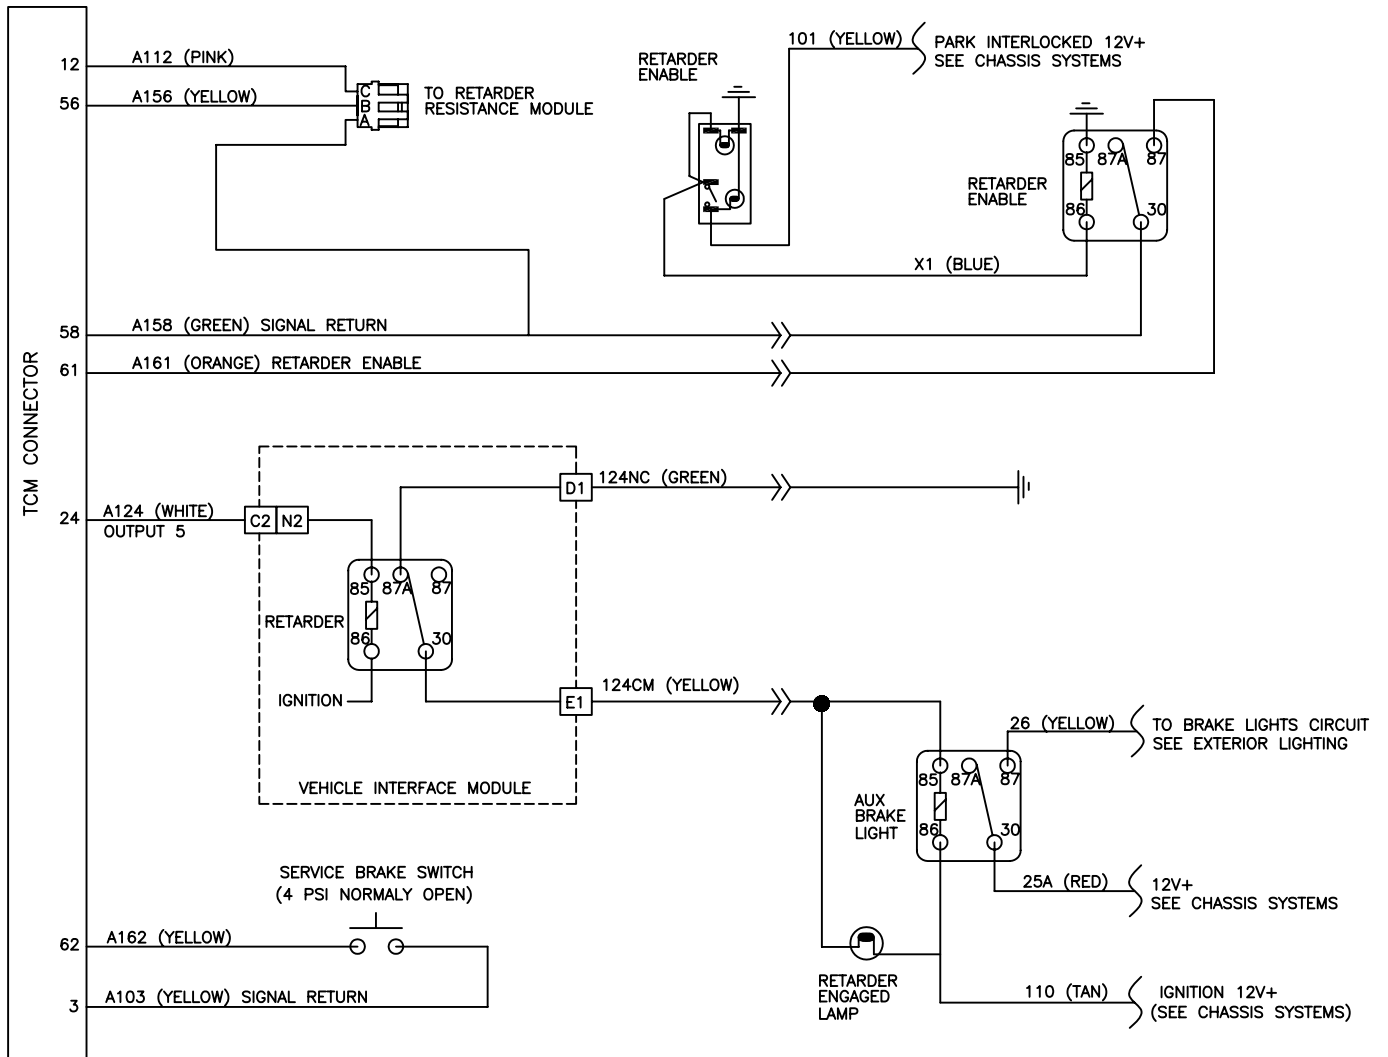 TCM CONNECTOR
12
A112 (PINK)
56
A156 (YELLOW)
C
B
A
TO RETARDER
RESISTANCE MODULE
RETARDER
ENABLE
101 (YELLOW)
PARK INTERLOCKED 12V+
SEE CHASSIS SYSTEMS
RETARDER
ENABLE
85
87A
87
86
30
X1 (BLUE)
58
A158 (GREEN) SIGNAL RETURN
61
A161 (ORANGE) RETARDER ENABLE
24
A124 (WHITE)
OUTPUT 5
C2
N2
D1
124NC (GREEN)
85
87A
87
RETARDER
86
30
IGNITION
E1
124CM (YELLOW)
VEHICLE INTERFACE MODULE
26 (YELLOW)
TO BRAKE LIGHTS CIRCUIT
SEE EXTERIOR LIGHTING
85
87A
87
AUX
BRAKE
LIGHT
86
30
25A (RED)
12V+
SEE CHASSIS SYSTEMS
SERVICE BRAKE SWITCH
(4 PSI NORMALY OPEN)
62
A162 (YELLOW)
3
A103 (YELLOW) SIGNAL RETURN
RETARDER
ENGAGED
LAMP
110 (TAN)
IGNITION 12V+
(SEE CHASSIS SYSTEMS)